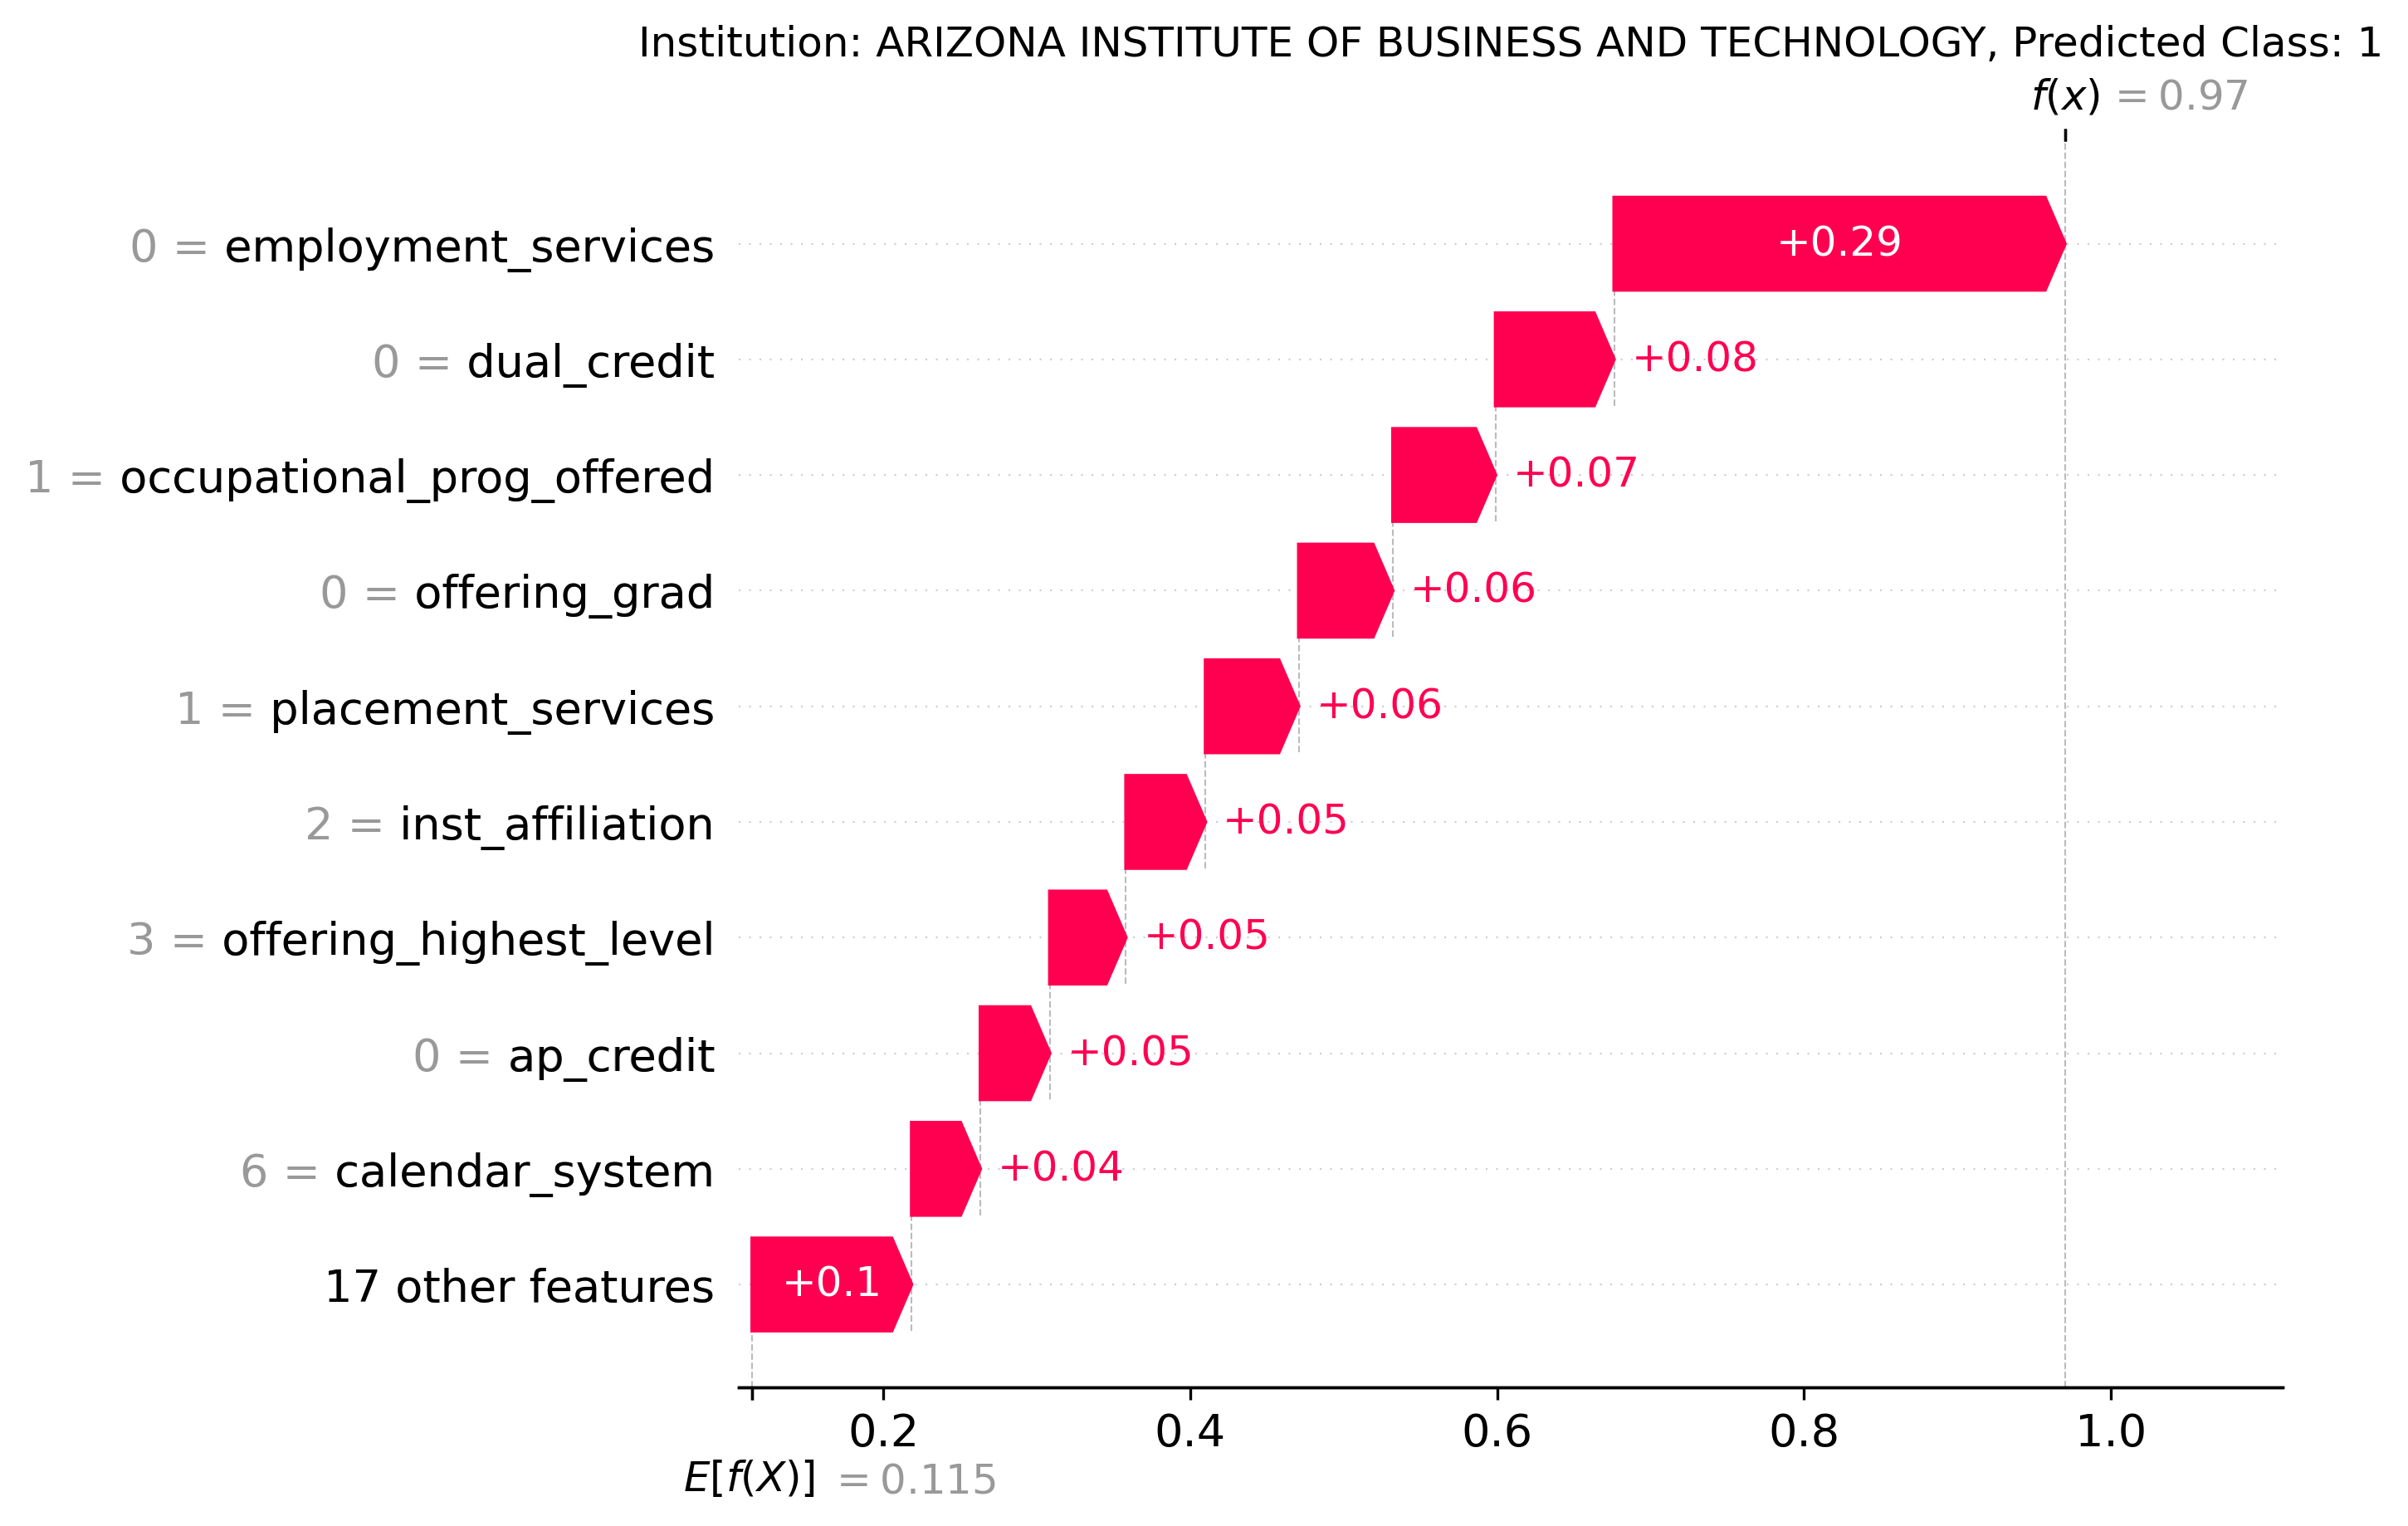 Institution: ARIZONA INSTITUTE OF BUSINESS AND TECHNOLOGY, Predicted Class: 1
f(x) = 0.97
0 = employment_services +0.29
0 = dual_credit +0.08
1 = occupational_prog_offered +0.07
0 = offering_grad +0.06
1 = placement_services +0.06
2 = inst_affiliation +0.05
3 = offering_highest_level +0.05
0 = ap_credit +0.05
6 = calendar_system +0.04
17 other features +0.1
0.2 0.4 0.6 0.8 1.0
E[f(X)] = 0.115